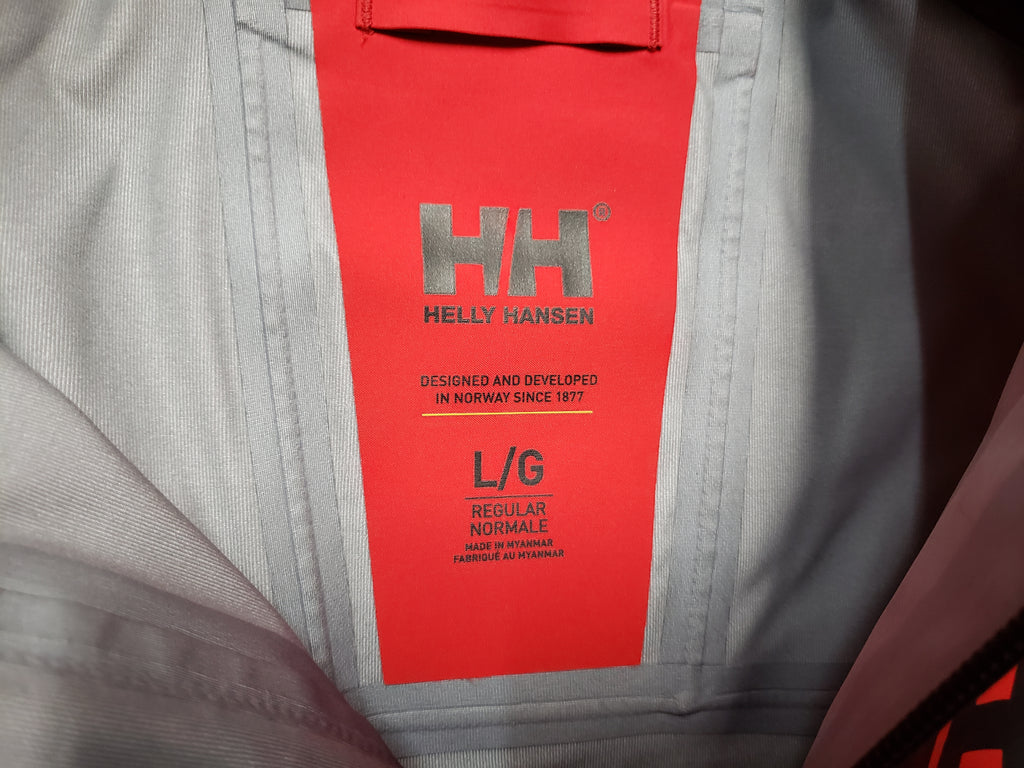 HH®
HELLY HANSEN
DESIGNED AND DEVELOPED
IN NORWAY SINCE 1877
L/G
REGULAR
NORMALE
MADE IN MYANMAR
FABRIQUÉ AU MYANMAR